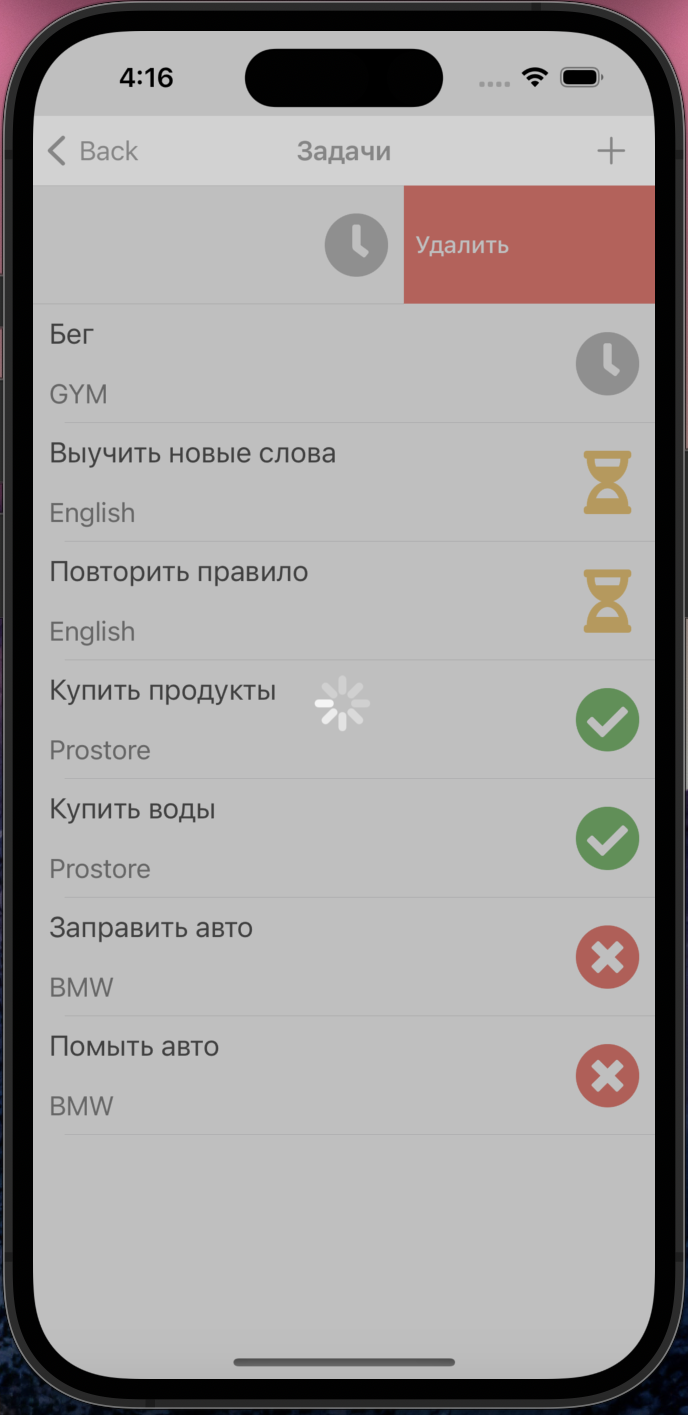 4:16
Back
Задачи
Удалить
Бег
GYM
Выучить новые слова
English
Повторить правило
English
Купить продукты
Prostore
Купить воды
Prostore
Заправить авто
BMW
Помыть авто
BMW